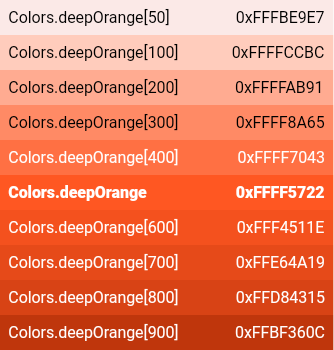 Colors.deepOrange[50] 0xFFFBE9E7
Colors.deepOrange[100] 0xFFFFCCBC
Colors.deepOrange[200] 0xFFFFAB91
Colors.deepOrange[300] 0xFFFF8A65
Colors.deepOrange[400] 0xFFFF7043
Colors.deepOrange 0xFFFF5722
Colors.deepOrange[600] 0xFFF4511E
Colors.deepOrange[700] 0xFFE64A19
Colors.deepOrange[800] 0xFFD84315
Colors.deepOrange[900] 0xFFBF360C